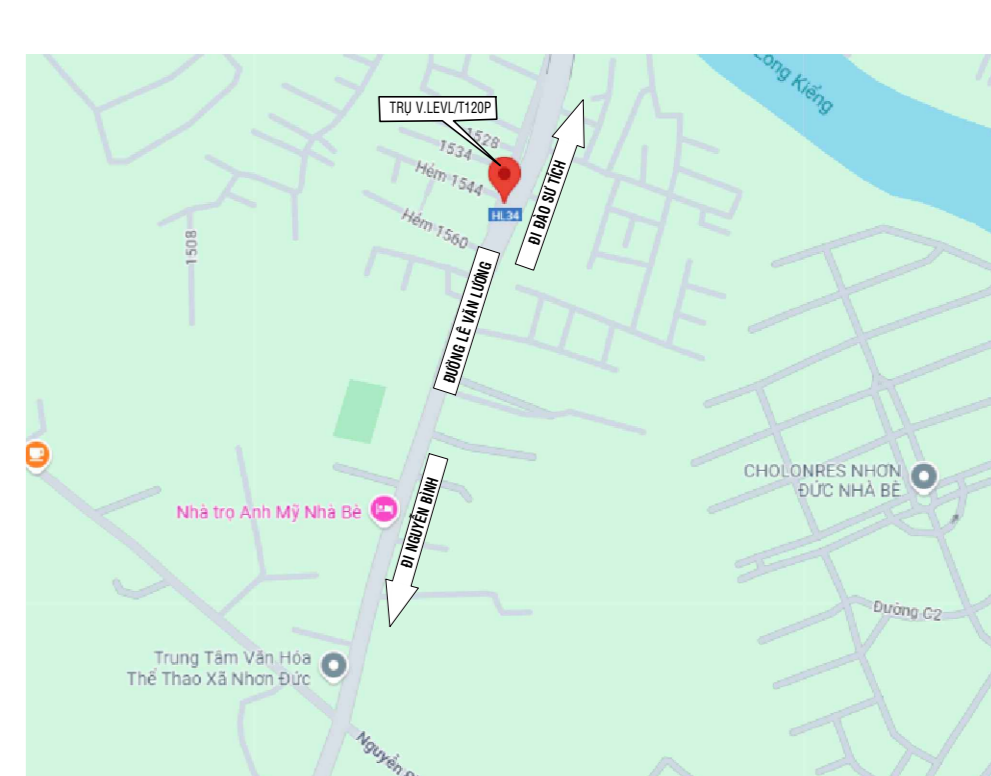 Long Kiểng
TRỤ V.LEVL/T120P
1528
1534
Hẻm 1544
HL34
Hẻm 1560
1508
ĐI ĐÀO SƯ TÍCH
ĐƯỜNG LÊ VĂN LƯƠNG
CHOLONRES NHƠN
ĐỨC NHÀ BÈ
Nhà trọ Anh Mỹ Nhà Bè
ĐI NGUYỄN BÌNH
Đường C2
Trung Tâm Văn Hóa
Thể Thao Xã Nhơn Đức
Nguyễn